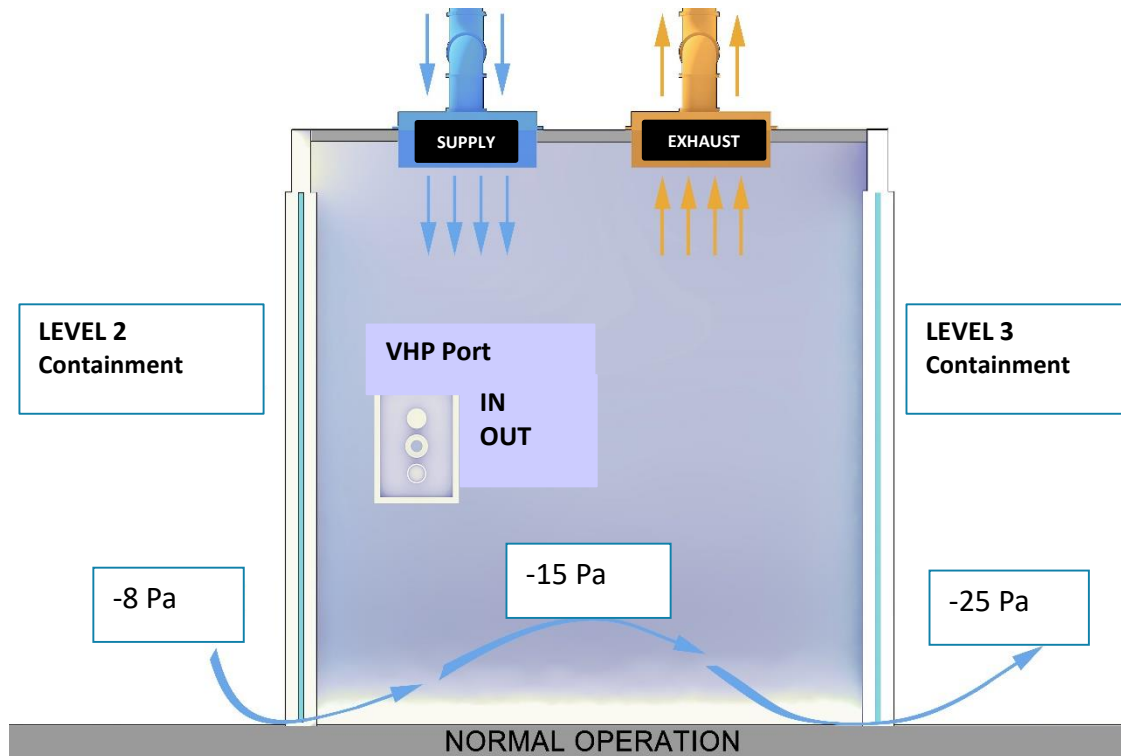 SUPPLY
EXHAUST
LEVEL 2
Containment
LEVEL 3
Containment
VHP Port
IN
OUT
-8 Pa
-15 Pa
-25 Pa
NORMAL OPERATION